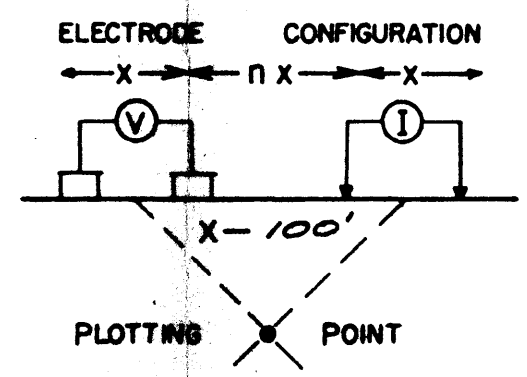 ELECTRODE CONFIGURATION
X n X X
V I
X — 100'
PLOTTING POINT